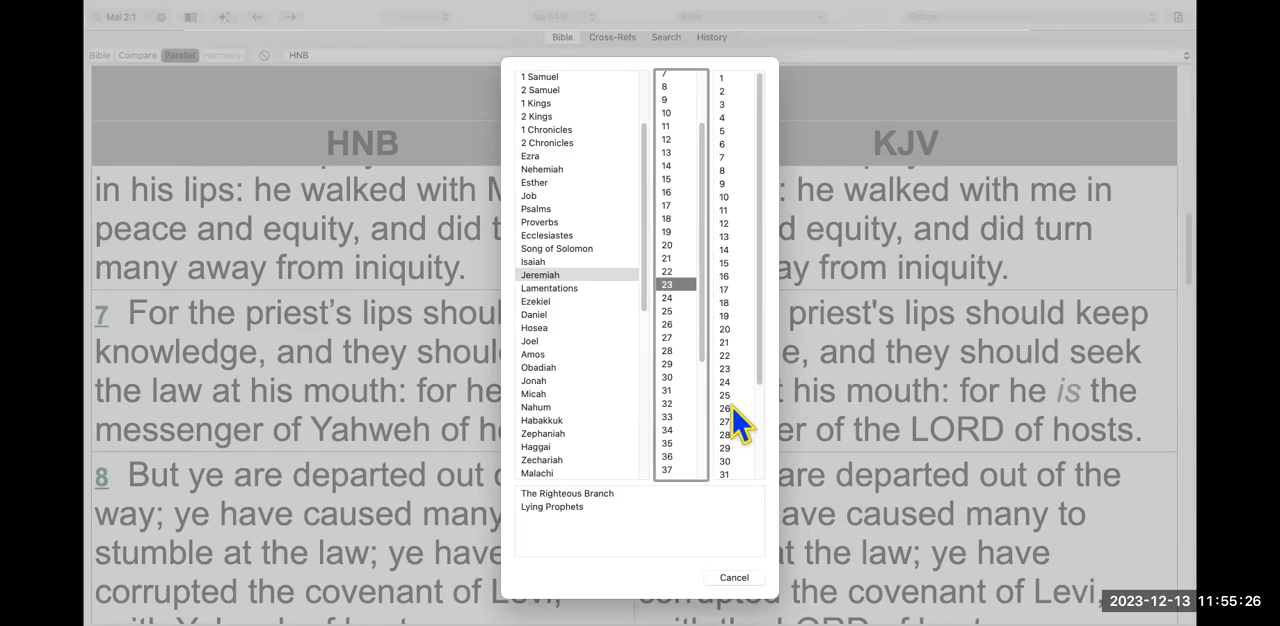 Mal 2:1
Isa 54:5
Bible
Bible Cross-Refs Search History
Bible Compare Parallel Harmony HNB
HNB KJV
in his lips: he walked with
: he walked with me in
peace and equity, and did t
d equity, and did turn
many away from iniquity.
ay from iniquity.
7 For the priest’s lips shou
priest's lips should keep
knowledge, and they shoul
e, and they should seek
the law at his mouth: for he
his mouth: for he is the
messenger of Yahweh of h
er of the LORD of hosts.
8 But ye are departed out
are departed out of the
way; ye have caused many
ave caused many to
stumble at the law; ye have
at the law; ye have
corrupted the covenant of Levi,
corrupted the covenant of Levi,
1 Samuel
2 Samuel
1 Kings
2 Kings
1 Chronicles
2 Chronicles
Ezra
Nehemiah
Esther
Job
Psalms
Proverbs
Ecclesiastes
Song of Solomon
Isaiah
Jeremiah
Lamentations
Ezekiel
Daniel
Hosea
Joel
Amos
Obadiah
Jonah
Micah
Nahum
Habakkuk
Zephaniah
Haggai
Zechariah
Malachi
7
8
9
10
11
12
13
14
15
16
17
18
19
20
21
22
23
24
25
26
27
28
29
30
31
32
33
34
35
36
37
1
2
3
4
5
6
7
8
9
10
11
12
13
14
15
16
17
18
19
20
21
22
23
24
25
26
27
28
29
30
31
The Righteous Branch
Lying Prophets
Cancel
2023-12-13 11:55:26